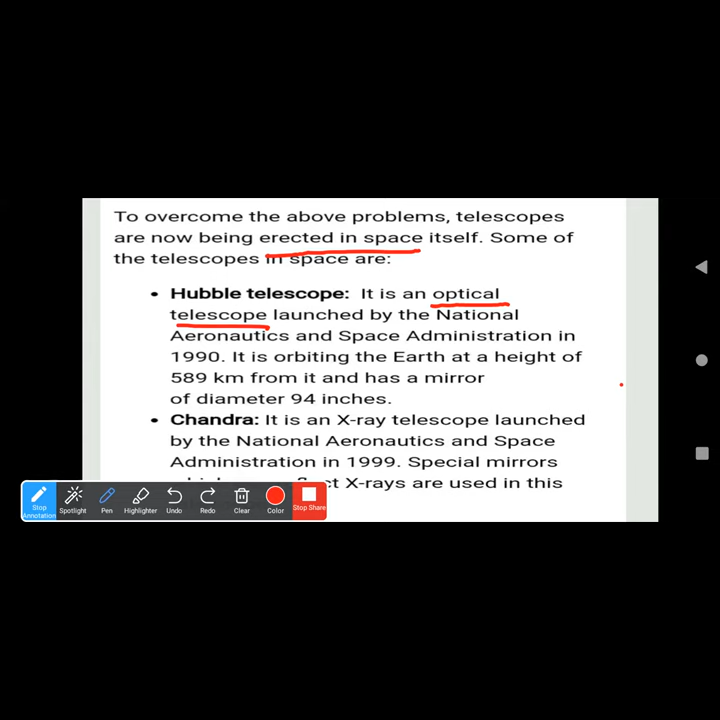 To overcome the above problems, telescopes
are now being erected in space itself. Some of
the telescopes in space are:
• Hubble telescope: It is an optical
telescope launched by the National
Aeronautics and Space Administration in
1990. It is orbiting the Earth at a height of
589 km from it and has a mirror
of diameter 94 inches.
• Chandra: It is an X-ray telescope launched
by the National Aeronautics and Space
Administration in 1999. Special mirrors
X-rays are used in this
Stop Annotation
Spotlight
Pen
Highlighter
Undo
Redo
Clear
Color
Stop Share